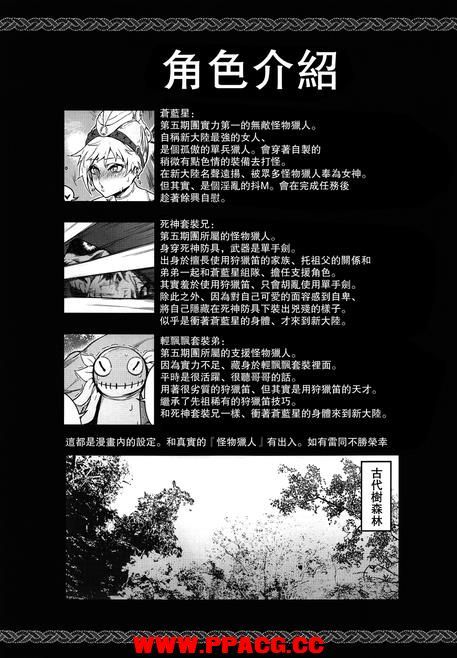 角色介紹
蒼藍星：
第五期團實力第一的無敵怪物獵人。
自稱新大陸最強的女人、
是個孤傲的單兵獵人。會穿著自製的
稍微有點色情的裝備去打怪。
在新大陸名聲遠揚、被眾多怪物獵人奉為女神。
但其實、是個淫亂的抖M。會在完成任務後
趁著餘興自慰。
死神套裝兄：
第五期團所屬的怪物獵人。
身穿死神防具，武器是單手劍。
出身於擅長使用狩獵笛的家族、托祖父的關係和
弟弟一起和蒼藍星組隊、擔任支援角色。
其實羞於使用狩獵笛、只會胡亂使用單手劍。
除此之外、因為對自己可愛的面容感到自卑、
將自己隱藏在死神防具下裝出兇殘的樣子。
似乎是衝著蒼藍星的身體、才來到新大陸。
輕飄飄套裝弟：
第五期團所屬的支援怪物獵人。
因為實力不足、藏身於輕飄飄套裝裡面。
平時是很活躍、很聽哥哥的話。
用著很劣質的狩獵笛、但其實是用狩獵笛的天才。
繼承了先祖稀有的狩獵笛技巧。
和死神套裝兄一樣、衝著蒼藍星的身體來到新大陸。
這都是漫畫内的設定。和真實的『怪物獵人』有出入。如有雷同不勝榮幸
古代樹森林
WWW.PPACG.CC